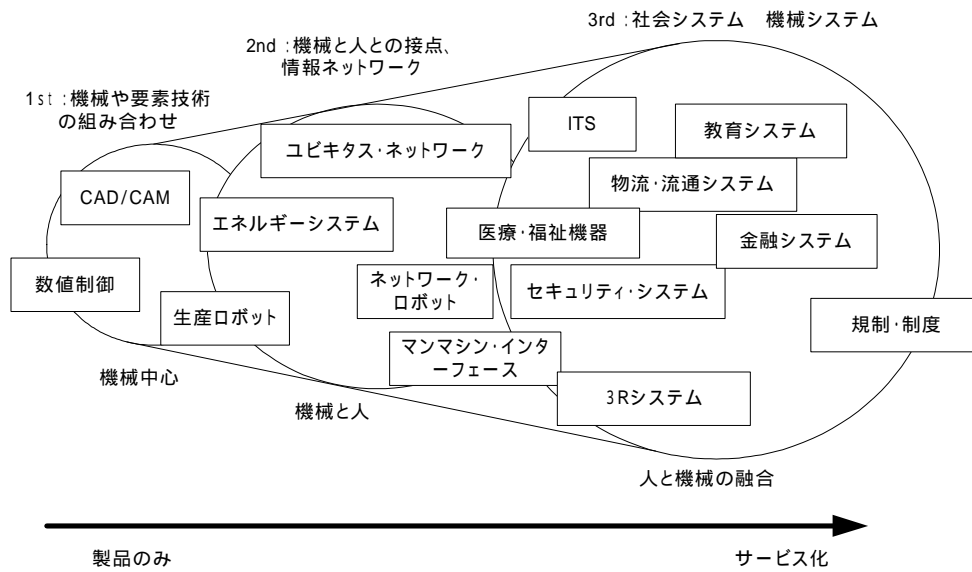 3rd：社会システム　機械システム
2nd：機械と人との接点、
情報ネットワーク
1st：機械や要素技術
の組み合わせ
ITS
教育システム
ユビキタス・ネットワーク
物流・流通システム
CAD/CAM
エネルギーシステム
医療・福祉機器
金融システム
数値制御
ネットワーク・
ロボット
セキュリティ・システム
生産ロボット
規制・制度
マンマシン・インタ
ーフェース
機械中心
3Rシステム
機械と人
人と機械の融合
製品のみ
サービス化